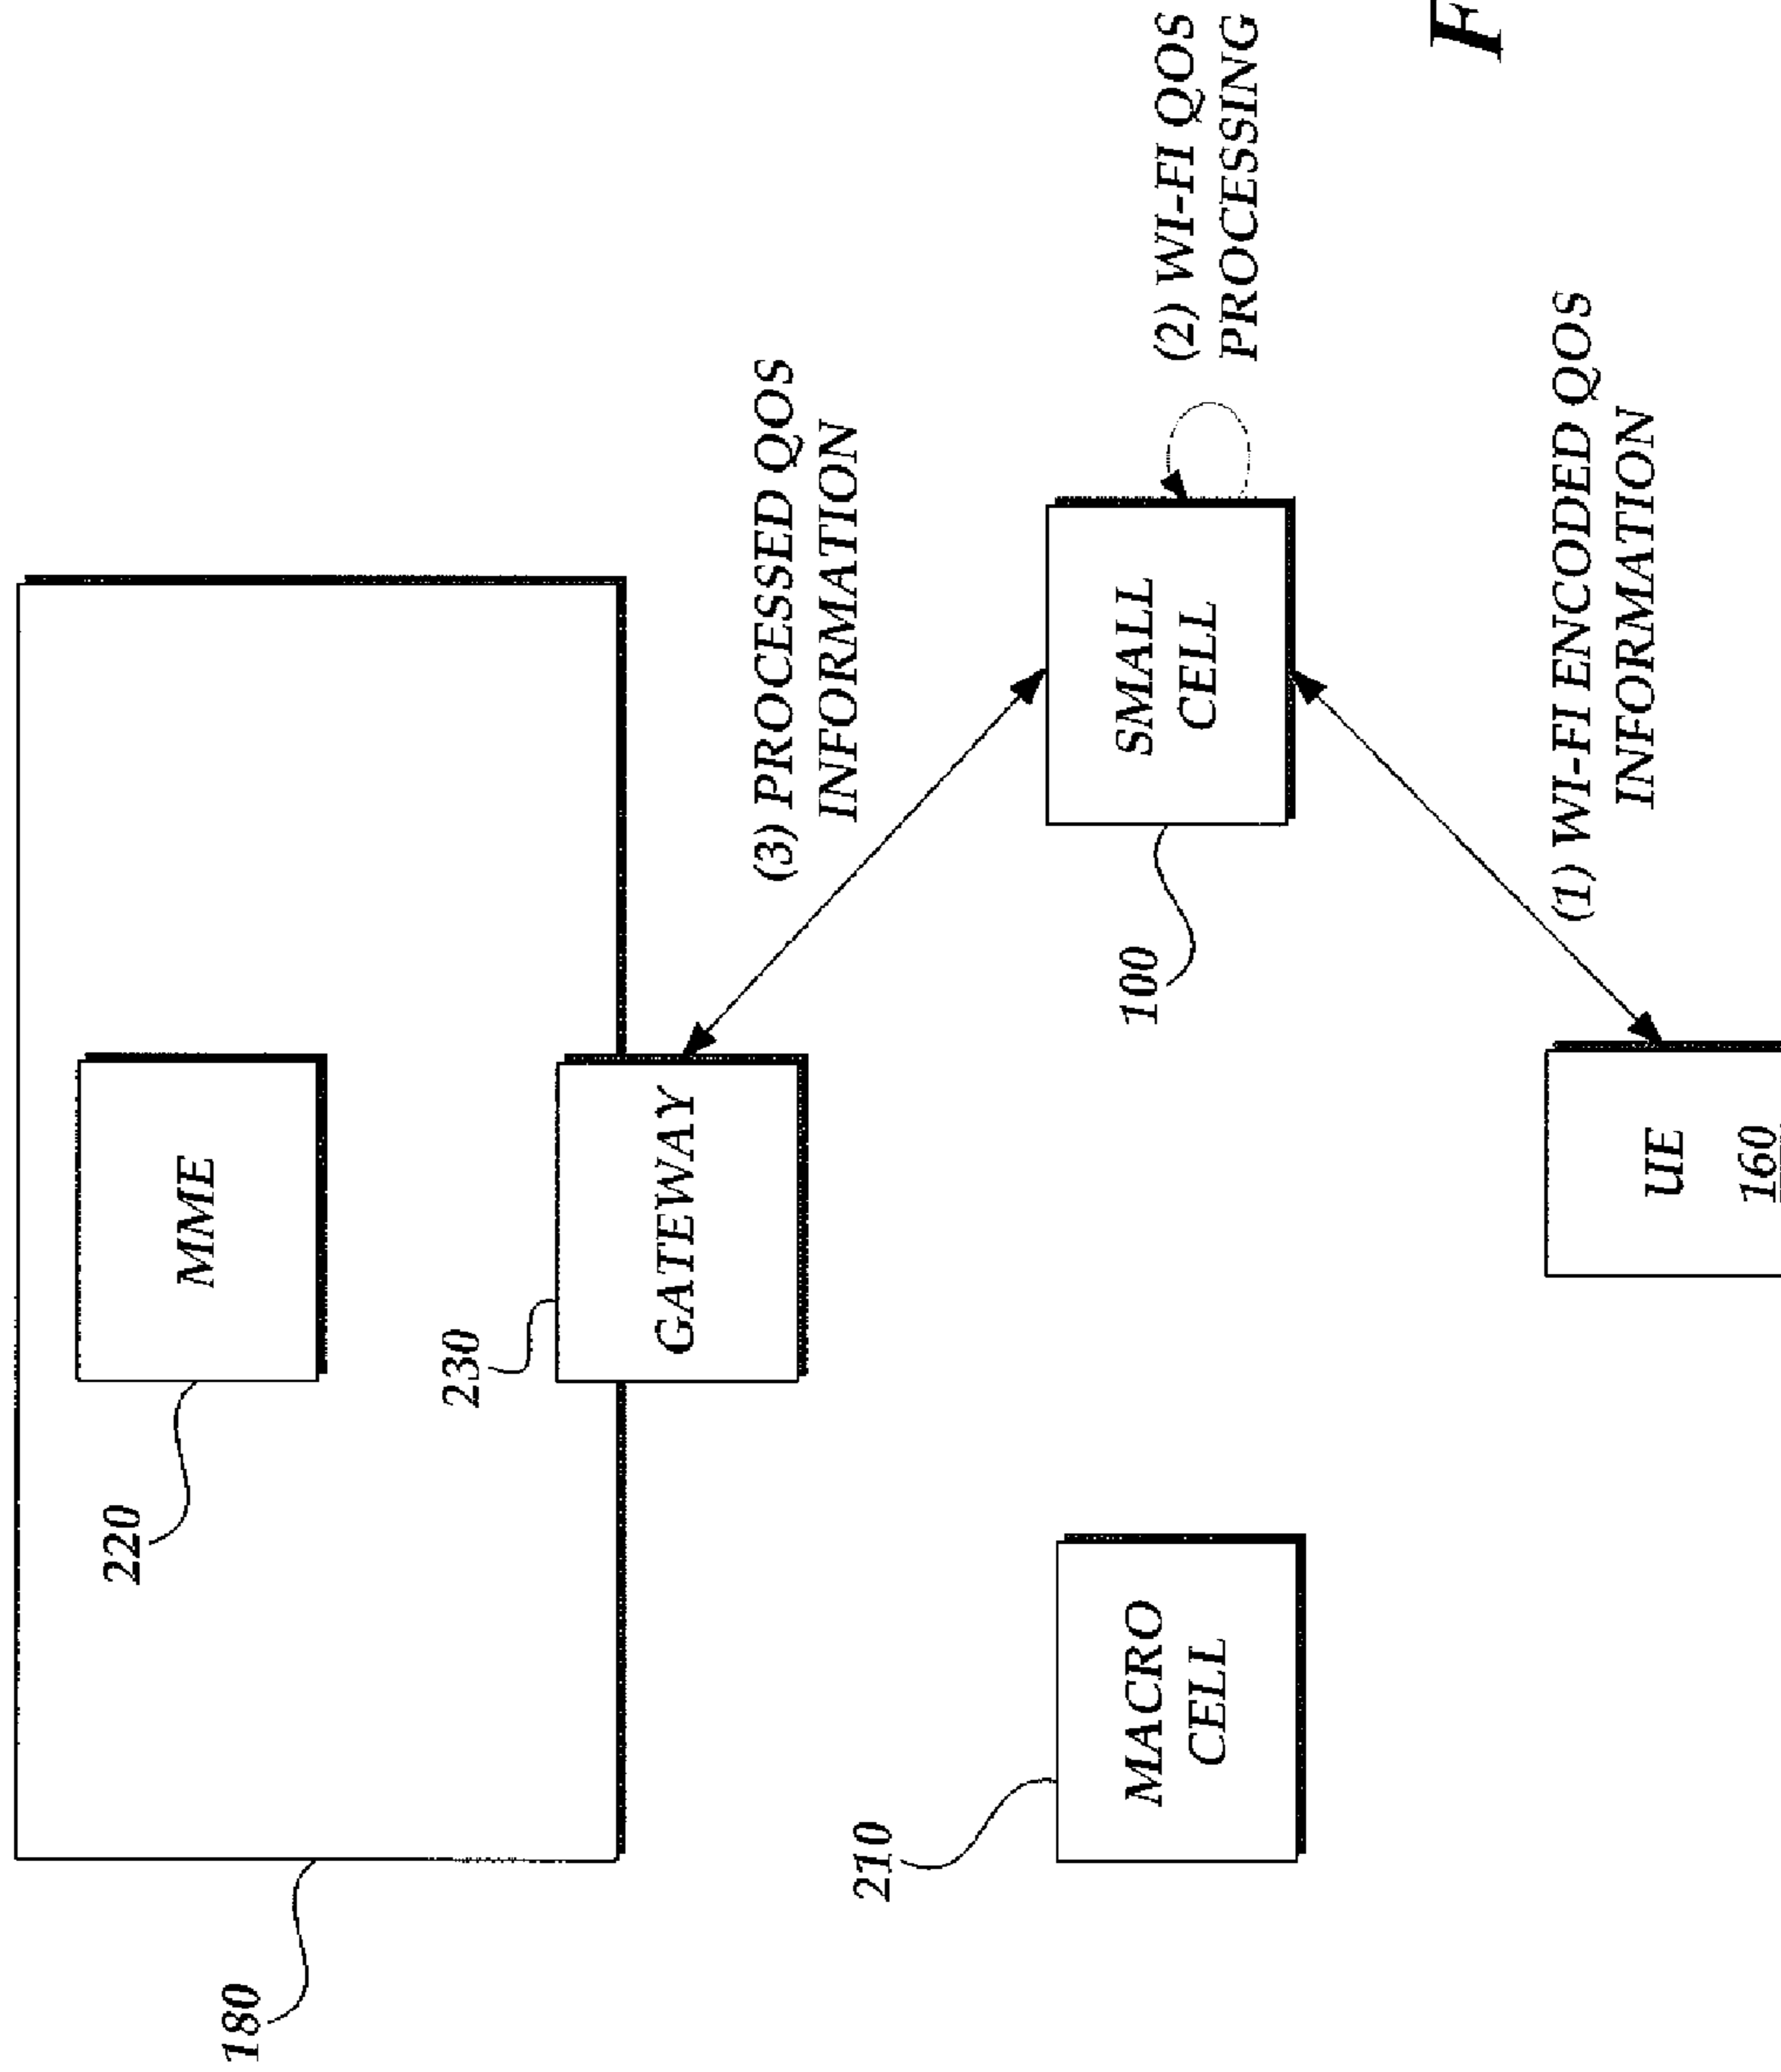 180
220
MME
230
GATEWAY
(3) PROCESSED QOS
INFORMATION
210
MACRO
CELL
100
SMALL
CELL
(2) WI-FI QOS
PROCESSING
(1) WI-FI ENCODED QOS
INFORMATION
UE
160
F